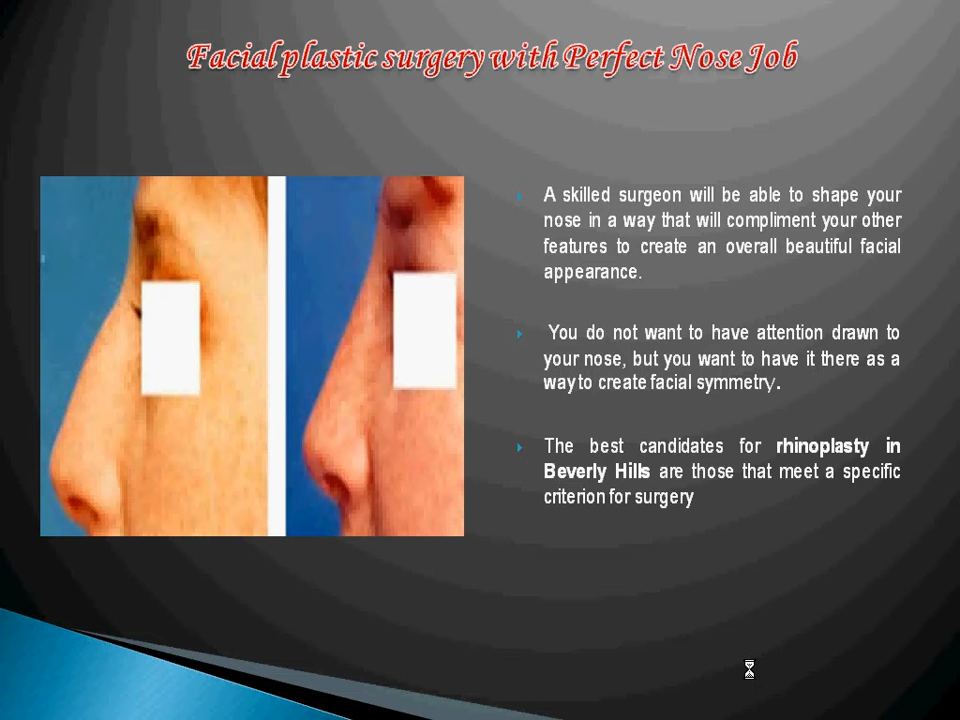 Facial plastic surgery with Perfect Nose Job
A skilled surgeon will be able to shape your
nose in a way that will compliment your other
features to create an overall beautiful facial
appearance.
You do not want to have attention drawn to
your nose, but you want to have it there as a
way to create facial symmetry.
The best candidates for rhinoplasty in
Beverly Hills are those that meet a specific
criterion for surgery